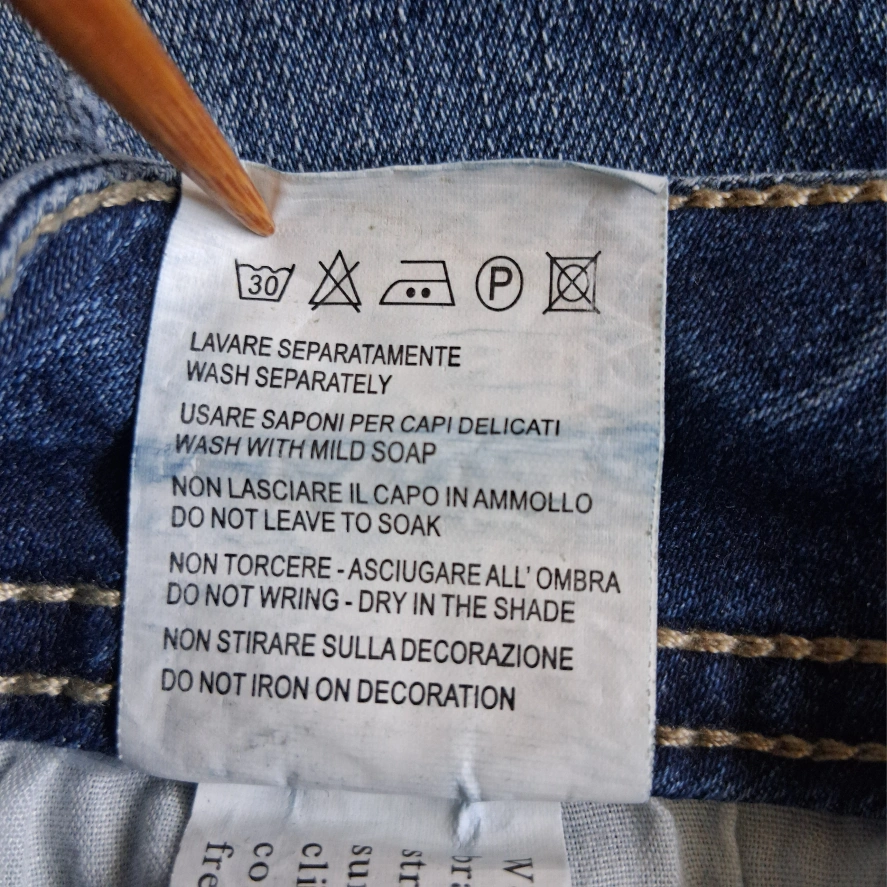 30 P
LAVARE SEPARATAMENTE
WASH SEPARATELY
USARE SAPONI PER CAPI DELICATI
WASH WITH MILD SOAP
NON LASCIARE IL CAPO IN AMMOLLO
DO NOT LEAVE TO SOAK
NON TORCERE - ASCIUGARE ALL' OMBRA
DO NOT WRING - DRY IN THE SHADE
NON STIRARE SULLA DECORAZIONE
DO NOT IRON ON DECORATION